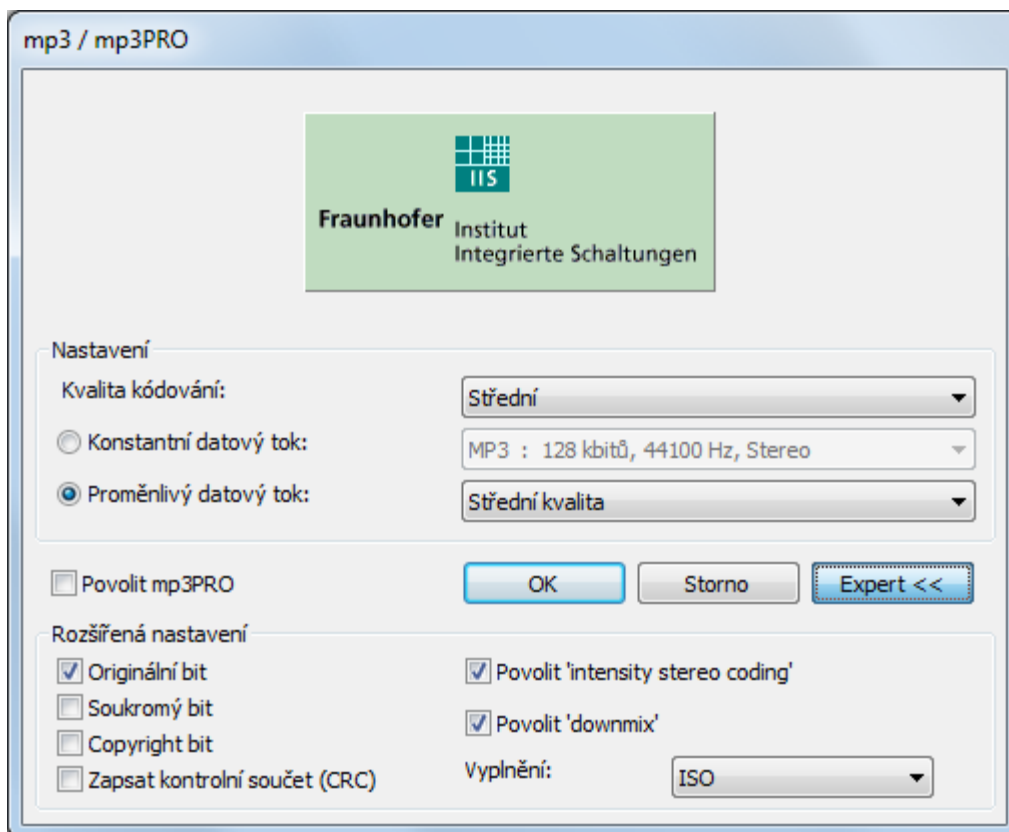 mp3 / mp3PRO
IIS
Fraunhofer Institut
Integrierte Schaltungen
Nastavení
Kvalita kódování: Střední
Konstantní datový tok: MP3 : 128 kbitů, 44100 Hz, Stereo
Proměnlivý datový tok: Střední kvalita
Povolit mp3PRO OK Storno Expert <<
Rozšířená nastavení
Originální bit Povolit 'intensity stereo coding'
Soukromý bit
Povolit 'downmix'
Copyright bit
Zapsat kontrolní součet (CRC) Vyplnění: ISO